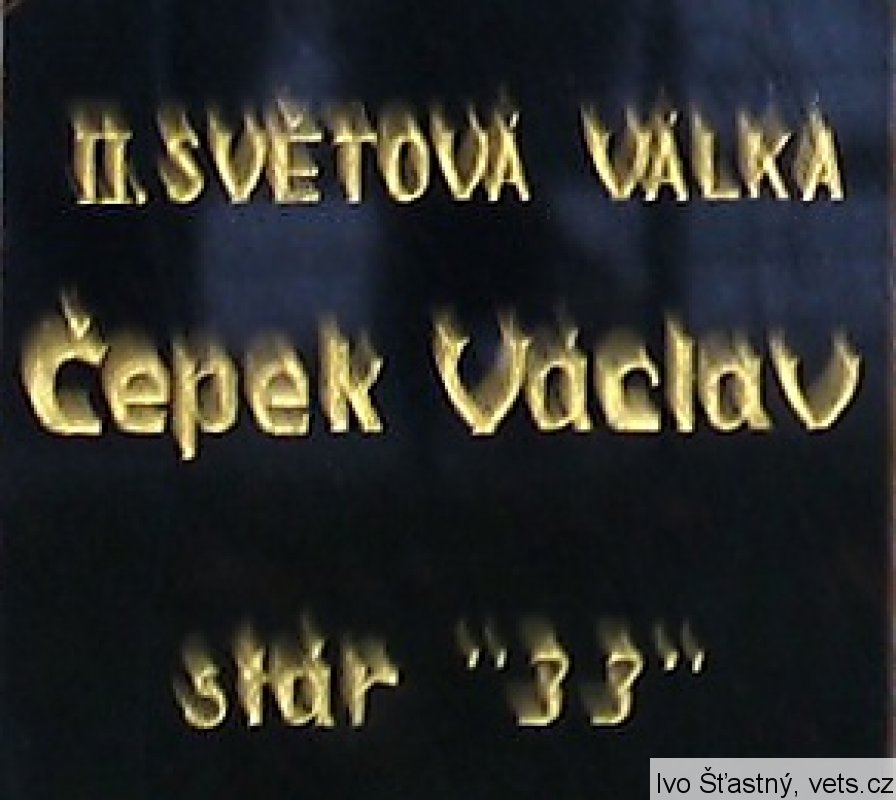 II. SVĚTOVÁ VÁLKA
Čepek Václav
stár "33"
Ivo Šťastný, vets.cz